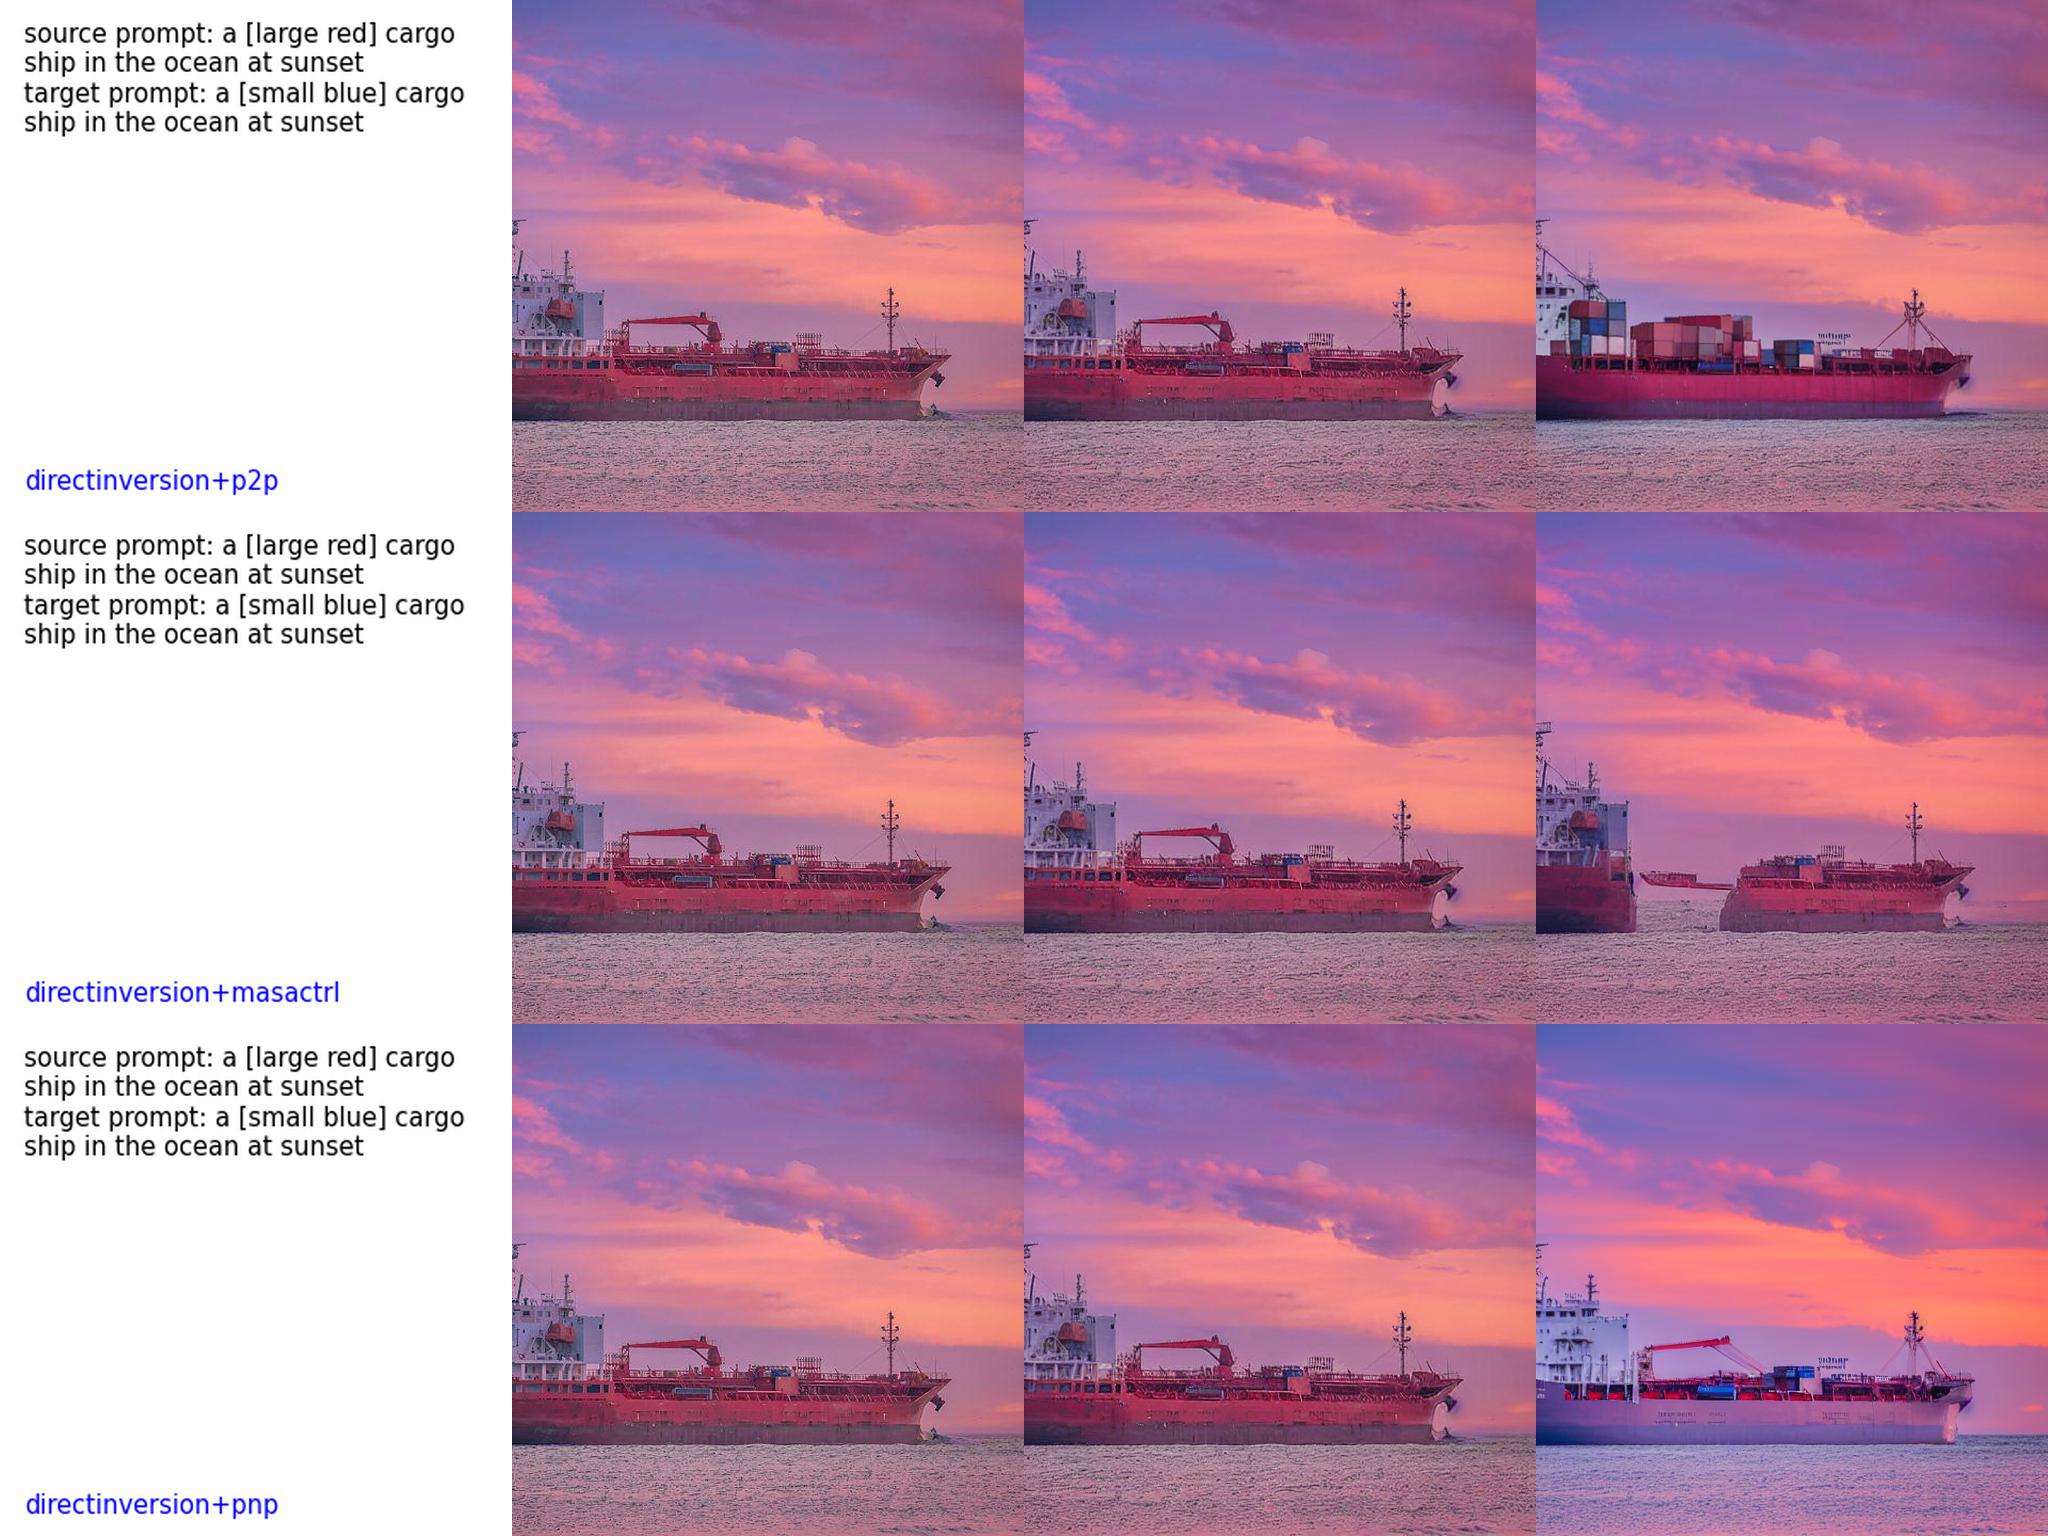 source prompt: a [large red] cargo
ship in the ocean at sunset
target prompt: a [small blue] cargo
ship in the ocean at sunset
directinversion+p2p
source prompt: a [large red] cargo
ship in the ocean at sunset
target prompt: a [small blue] cargo
ship in the ocean at sunset
directinversion+masactrl
source prompt: a [large red] cargo
ship in the ocean at sunset
target prompt: a [small blue] cargo
ship in the ocean at sunset
directinversion+pnp